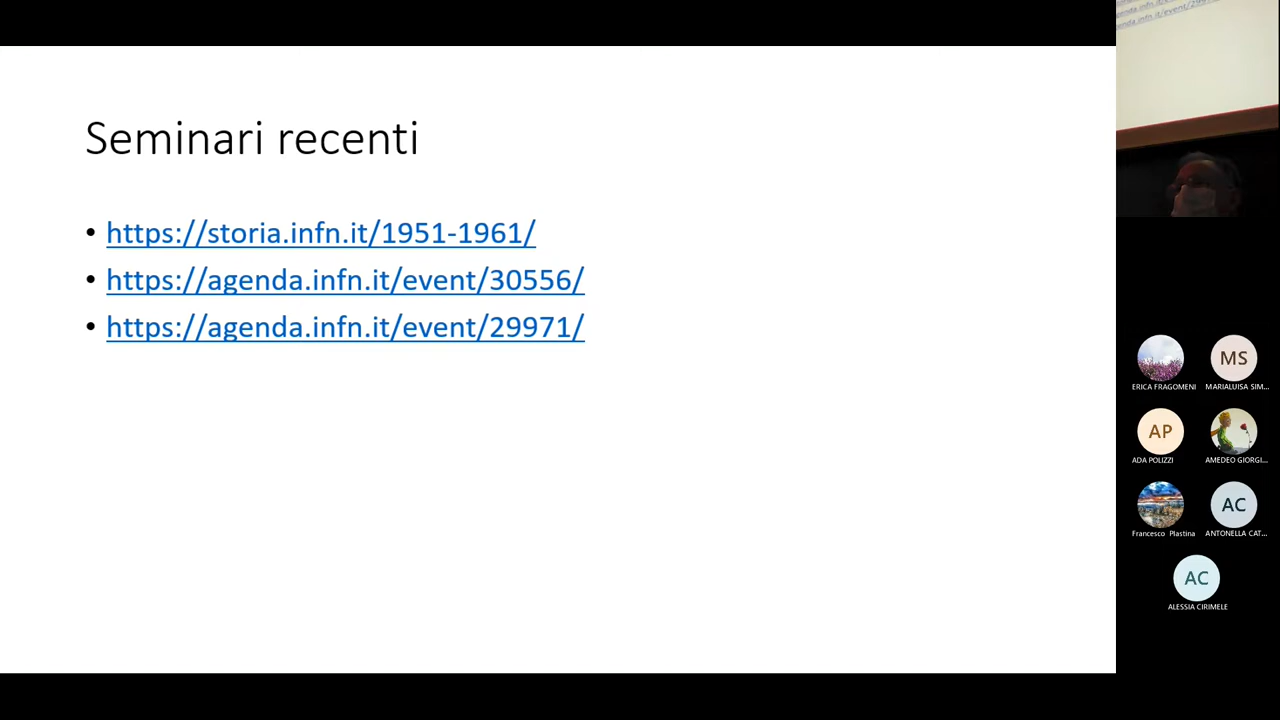 Seminari recenti
• https://storia.infn.it/1951-1961/
• https://agenda.infn.it/event/30556/
• https://agenda.infn.it/event/29971/
ERICA FRAGOMENI
MS
MARIALUISA SIM...
AP
ADA POLIZZI
AMEDEO GIORGI...
Francesco Plastina
AC
ANTONELLA CAT...
AC
ALESSIA CIRIMELE